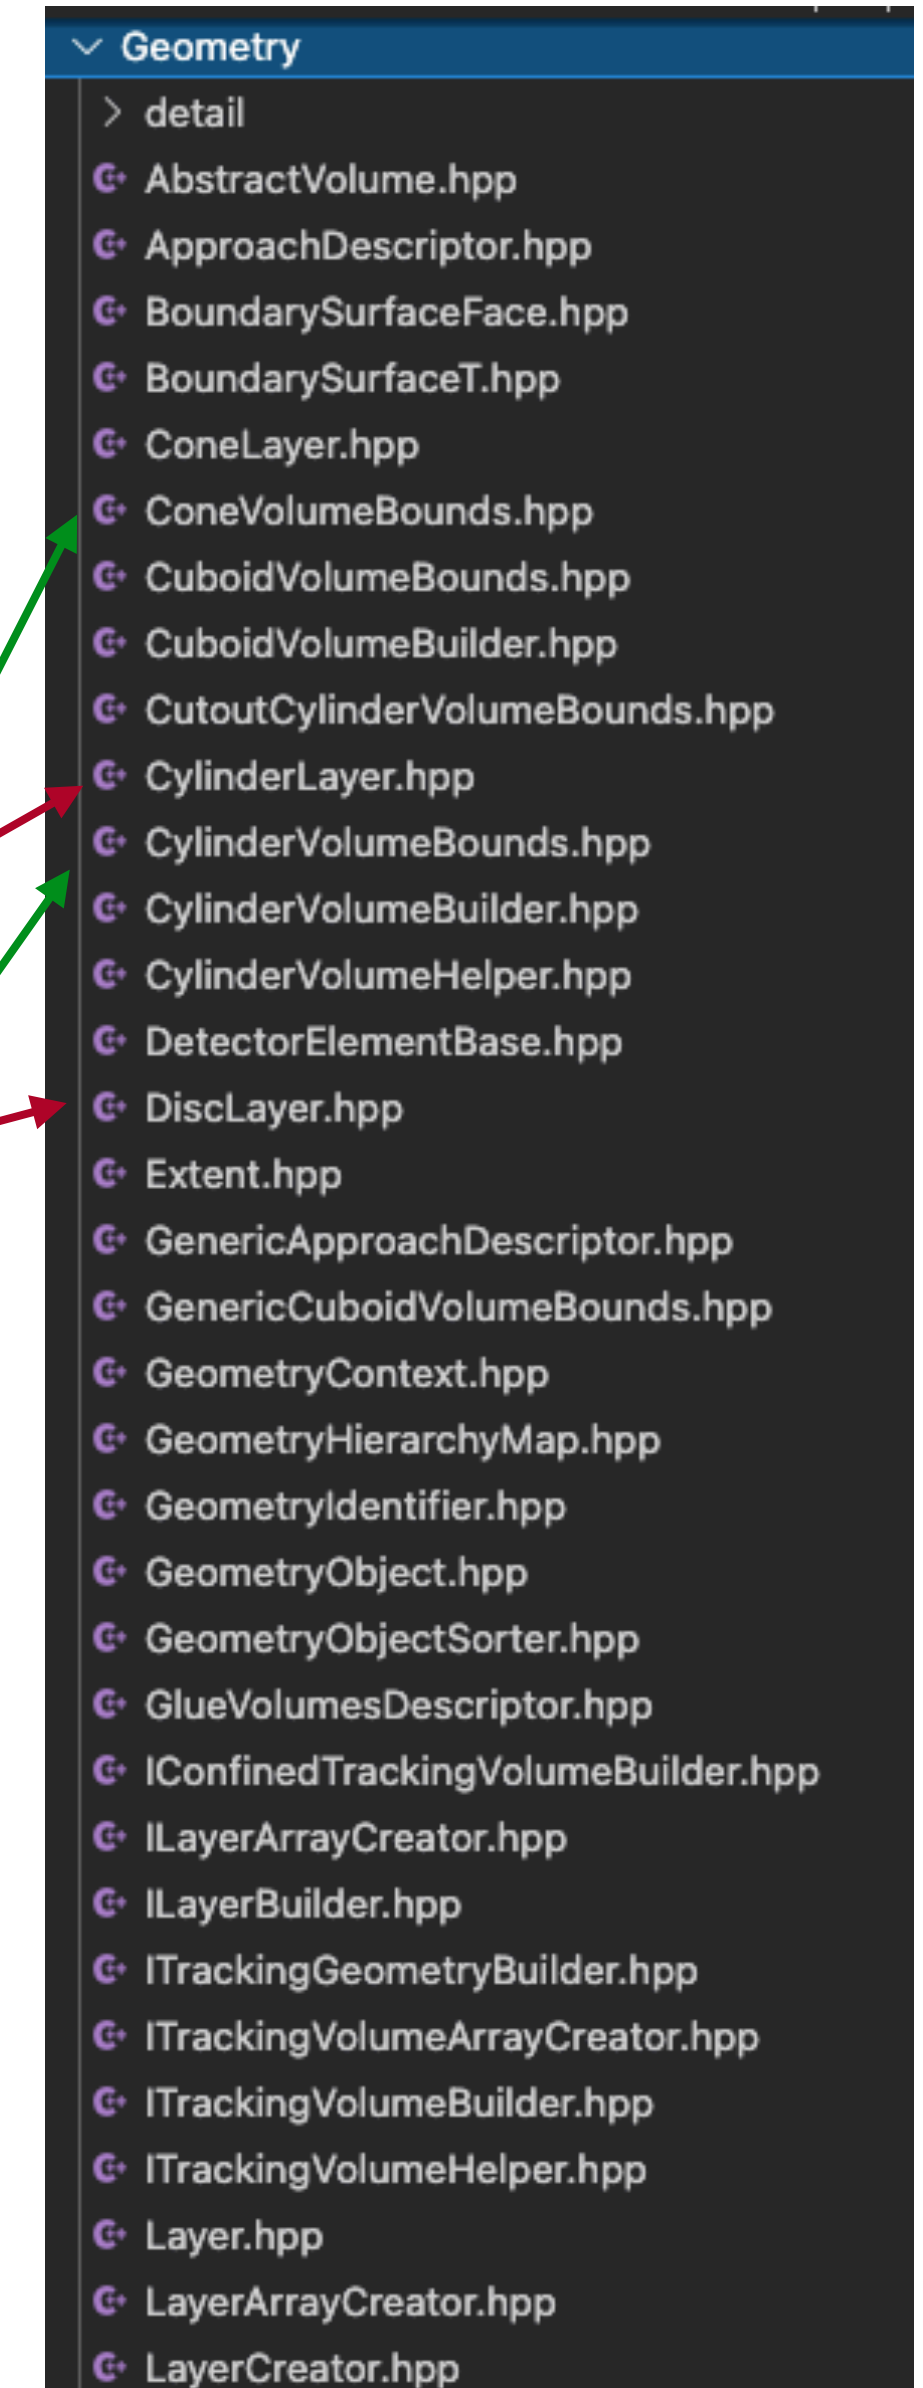 Geometry
detail
AbstractVolume.hpp
ApproachDescriptor.hpp
BoundarySurfaceFace.hpp
BoundarySurfaceT.hpp
ConeLayer.hpp
ConeVolumeBounds.hpp
CuboidVolumeBounds.hpp
CuboidVolumeBuilder.hpp
CutoutCylinderVolumeBounds.hpp
CylinderLayer.hpp
CylinderVolumeBounds.hpp
CylinderVolumeBuilder.hpp
CylinderVolumeHelper.hpp
DetectorElementBase.hpp
DiscLayer.hpp
Extent.hpp
GenericApproachDescriptor.hpp
GenericCuboidVolumeBounds.hpp
GeometryContext.hpp
GeometryHierarchyMap.hpp
GeometryIdentifier.hpp
GeometryObject.hpp
GeometryObjectSorter.hpp
GlueVolumesDescriptor.hpp
IConfinedTrackingVolumeBuilder.hpp
ILayerArrayCreator.hpp
ILayerBuilder.hpp
ITrackingGeometryBuilder.hpp
ITrackingVolumeArrayCreator.hpp
ITrackingVolumeBuilder.hpp
ITrackingVolumeHelper.hpp
Layer.hpp
LayerArrayCreator.hpp
LayerCreator.hpp